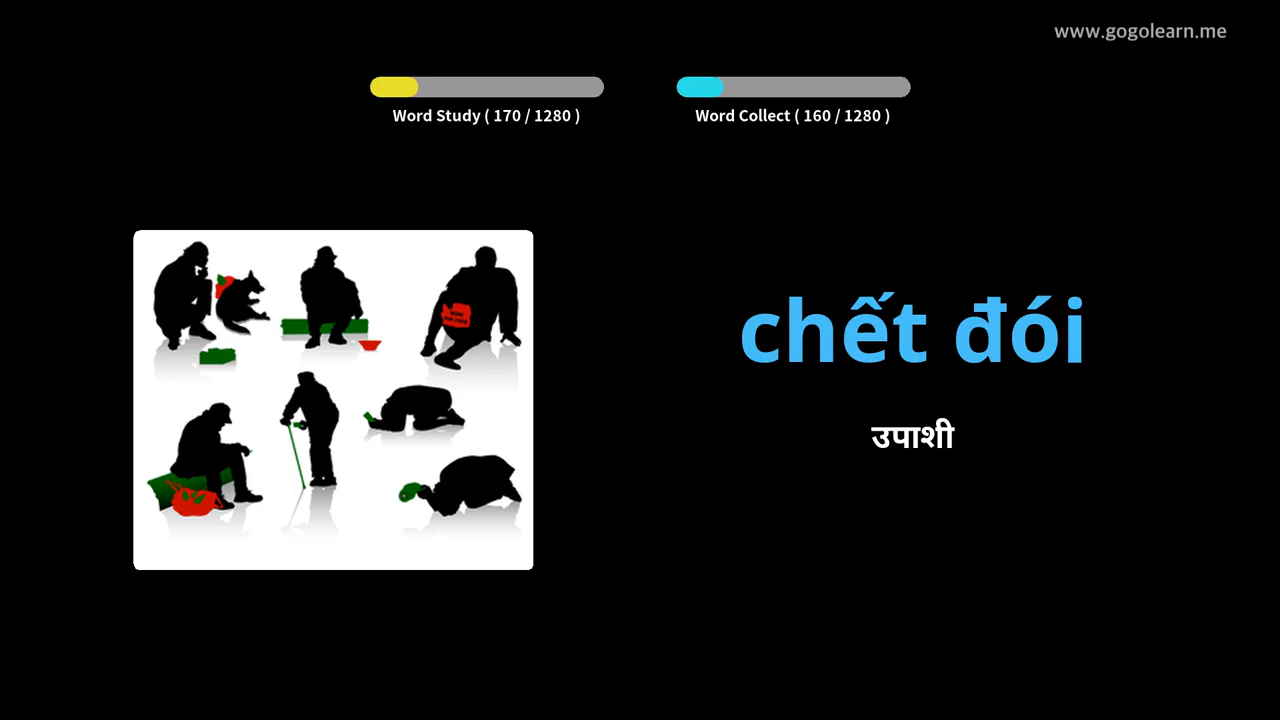 www.gogolearn.me
Word Study ( 170 / 1280 )
Word Collect ( 160 / 1280 )
chết đói
उपाशी